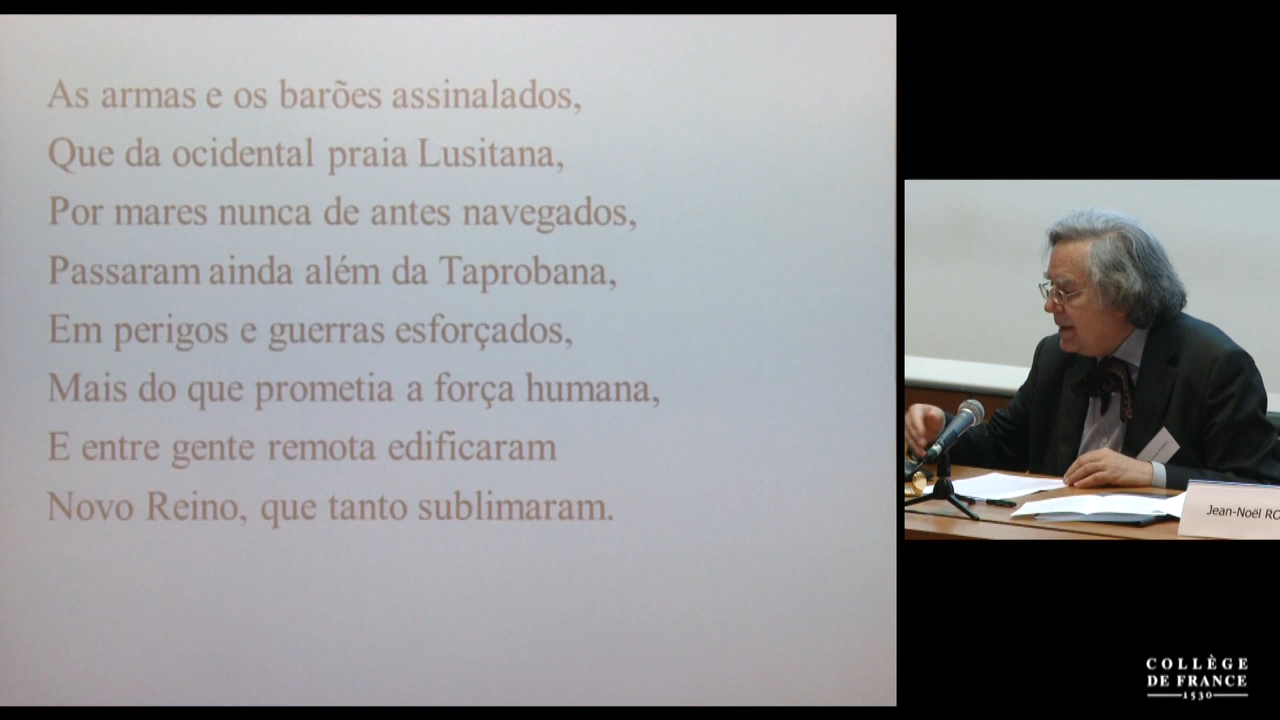 As armas e os barões assinalados,
Que da ocidental praia Lusitana,
Por mares nunca de antes navegados,
Passaram ainda além da Taprobana,
Em perigos e guerras esforçados,
Mais do que prometia a força humana,
E entre gente remota edificaram
Novo Reino, que tanto sublimaram.
Jean-Noël RO
COLLÈGE
DE FRANCE
1530